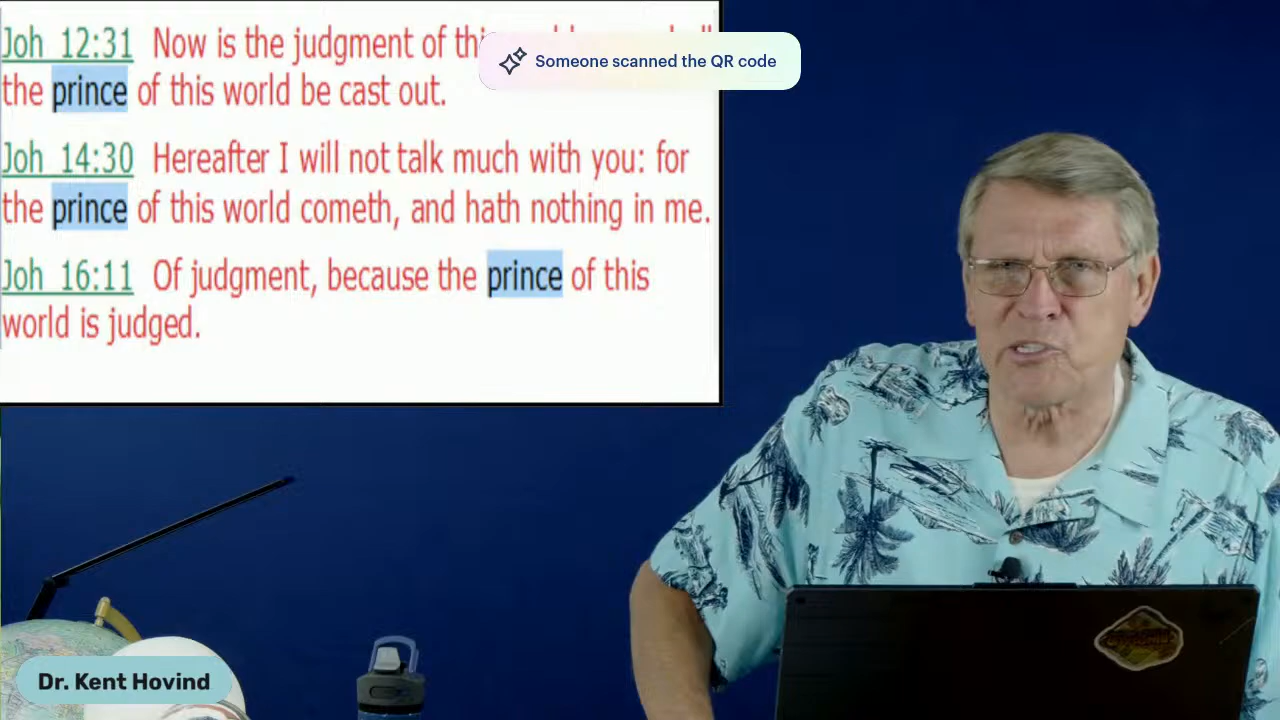 Joh 12:31 Now is the judgment of
the prince of this world be cast out.
Joh 14:30 Hereafter I will not talk much with you: for
the prince of this world cometh, and hath nothing in me.
Joh 16:11 Of judgment, because the prince of this
world is judged.
Someone scanned the QR code
Dr. Kent Hovind